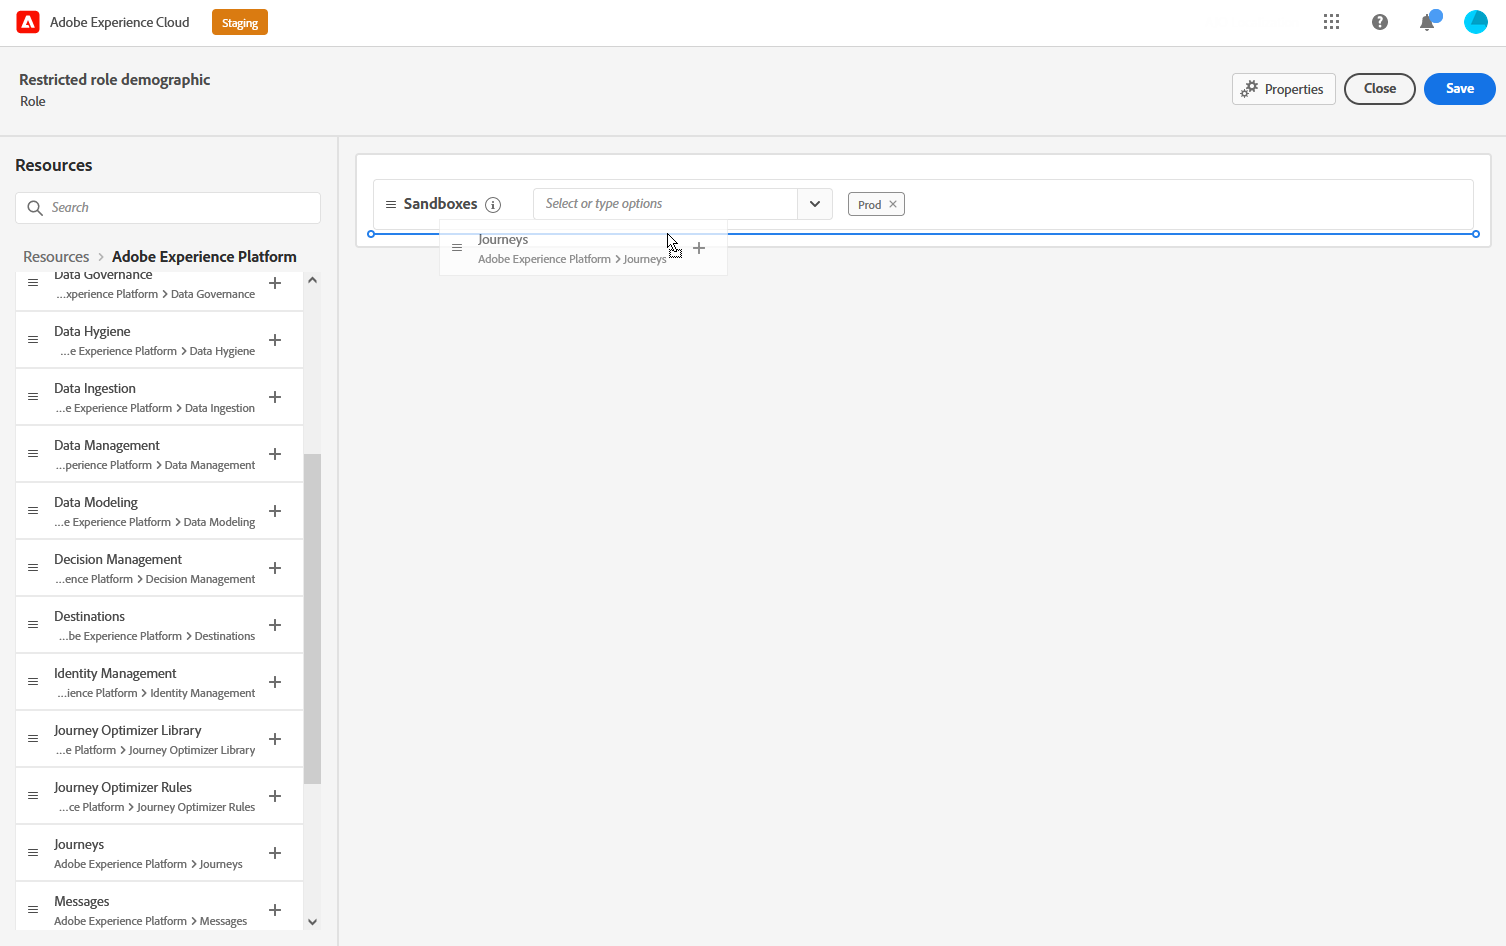 Adobe Experience Cloud
Staging
Restricted role demographic
Role
Properties
Close
Save
Resources
Search
Resources > Adobe Experience Platform
Data Governance
...xperience Platform > Data Governance
Data Hygiene
...e Experience Platform > Data Hygiene
Data Ingestion
...e Experience Platform > Data Ingestion
Data Management
...perience Platform > Data Management
Data Modeling
...e Experience Platform > Data Modeling
Decision Management
...ence Platform > Decision Management
Destinations
...be Experience Platform > Destinations
Identity Management
...ience Platform > Identity Management
Journey Optimizer Library
...e Platform > Journey Optimizer Library
Journey Optimizer Rules
...ce Platform > Journey Optimizer Rules
Journeys
Adobe Experience Platform > Journeys
Messages
Adobe Experience Platform > Messages
Sandboxes
Select or type options
Prod
Journeys
Adobe Experience Platform > Journeys